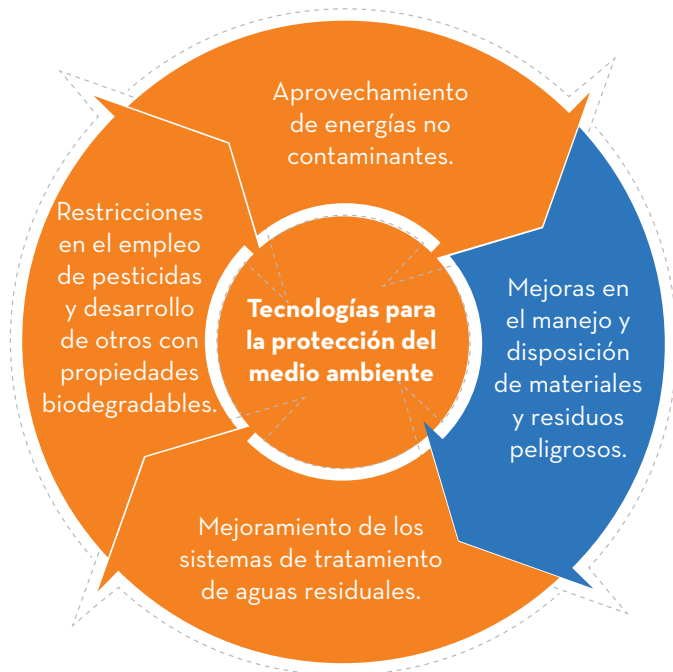 Aprovechamiento
de energías no
contaminantes.
Restricciones
en el empleo
de pesticidas
y desarrollo
de otros con
propiedades
biodegradables.
Tecnologías para
la protección del
medio ambiente
Mejoras en
el manejo y
disposición
de materiales
y residuos
peligrosos.
Mejoramiento de los
sistemas de tratamiento
de aguas residuales.